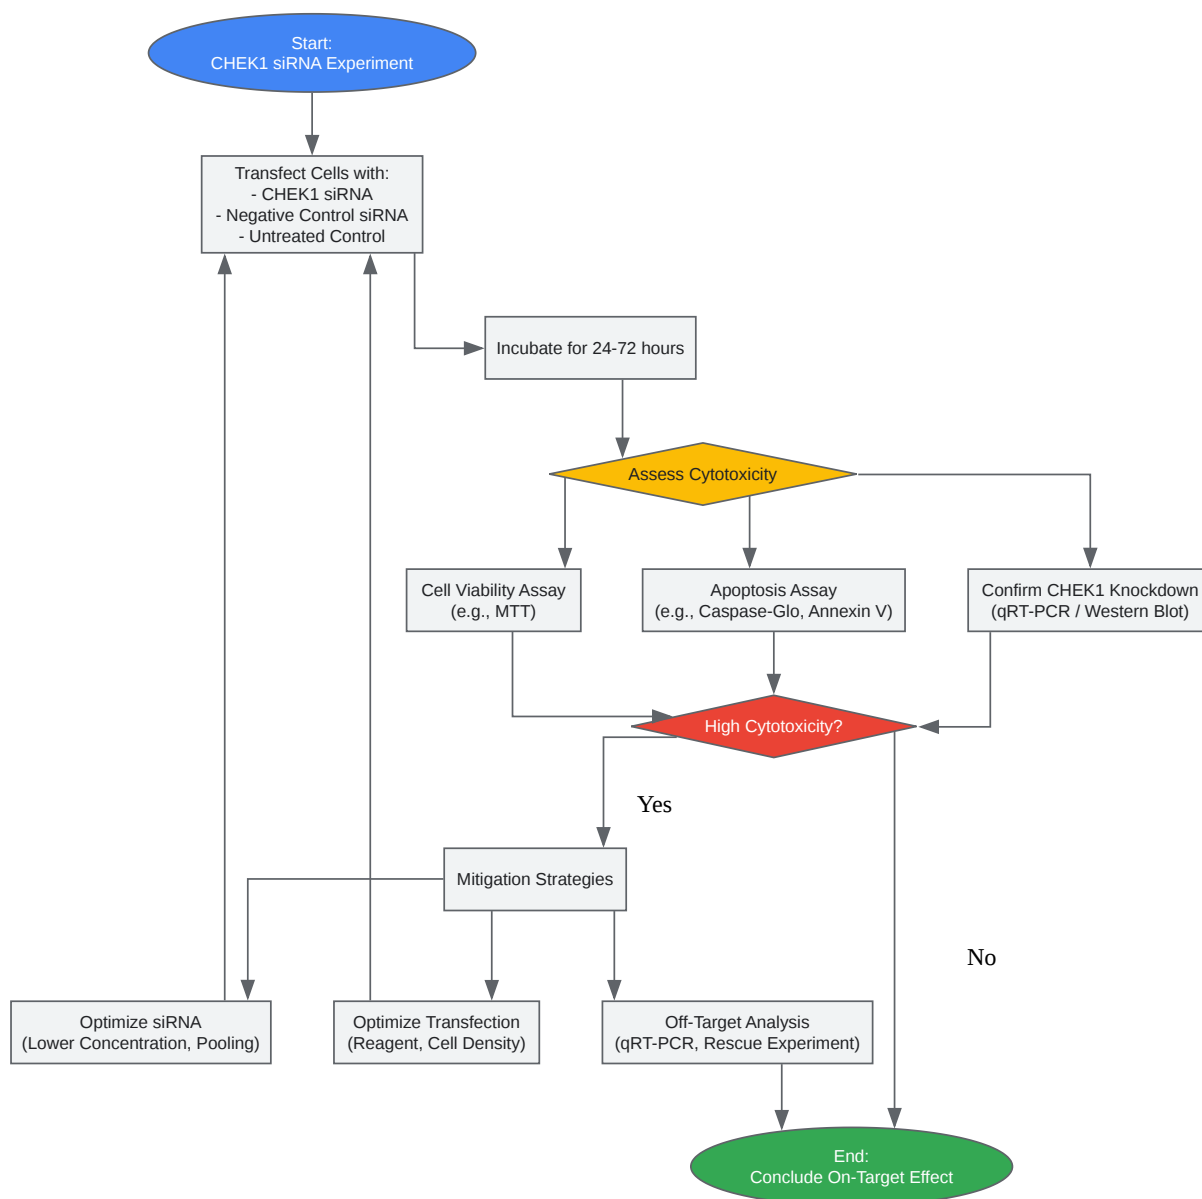 Start:
CHEK1 siRNA Experiment
Transfect Cells with:
- CHEK1 siRNA
- Negative Control siRNA
- Untreated Control
Incubate for 24-72 hours
Assess Cytotoxicity
Cell Viability Assay
(e.g., MTT)
Apoptosis Assay
(e.g., Caspase-Glo, Annexin V)
Confirm CHEK1 Knockdown
(qRT-PCR / Western Blot)
High Cytotoxicity?
Yes
Mitigation Strategies
No
Optimize siRNA
(Lower Concentration, Pooling)
Optimize Transfection
(Reagent, Cell Density)
Off-Target Analysis
(qRT-PCR, Rescue Experiment)
End:
Conclude On-Target Effect